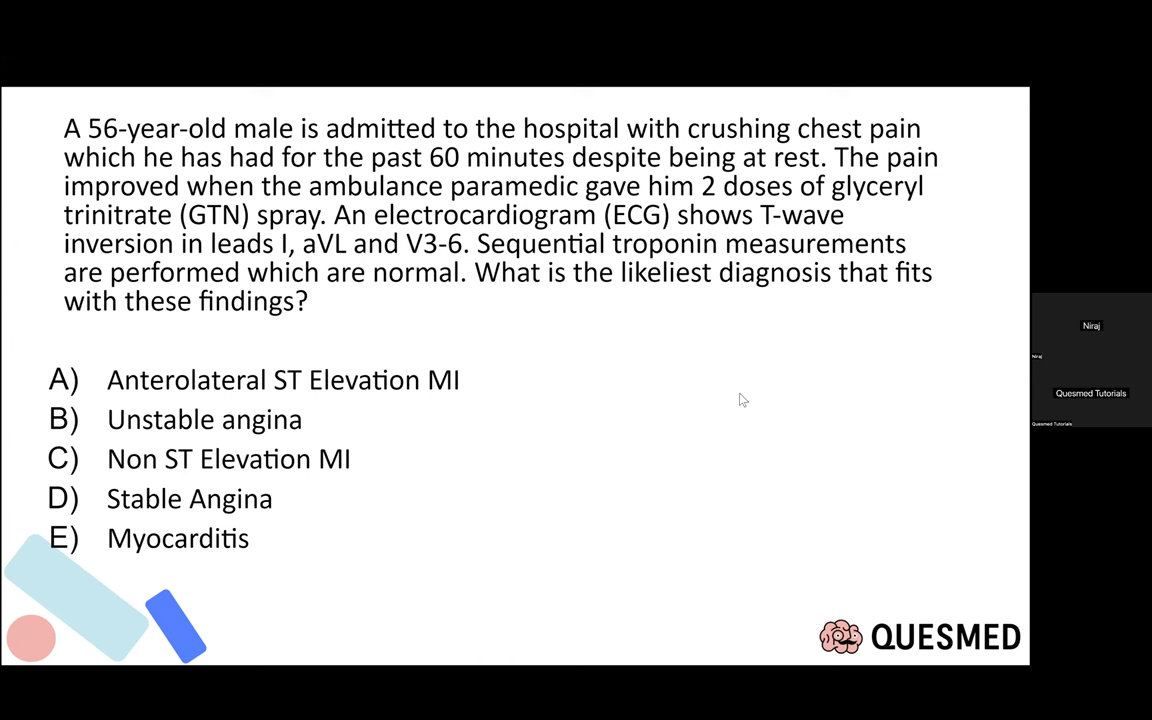 A 56-year-old male is admitted to the hospital with crushing chest pain
which he has had for the past 60 minutes despite being at rest. The pain
improved when the ambulance paramedic gave him 2 doses of glyceryl
trinitrate (GTN) spray. An electrocardiogram (ECG) shows T-wave
inversion in leads I, aVL and V3-6. Sequential troponin measurements
are performed which are normal. What is the likeliest diagnosis that fits
with these findings?
A) Anterolateral ST Elevation MI
B) Unstable angina
C) Non ST Elevation MI
D) Stable Angina
E) Myocarditis
QUESMED
Niraj
Niraj
Quesmed Tutorials
Quesmed Tutorials